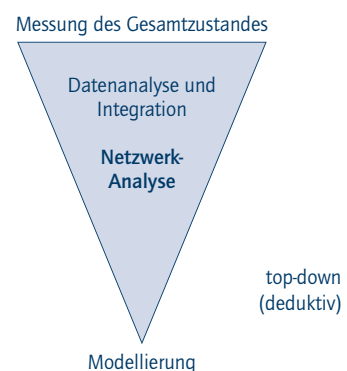 Messung des Gesamtzustandes
Datenanalyse und
Integration
Netzwerk-
Analyse
top-down
(deduktiv)
Modellierung